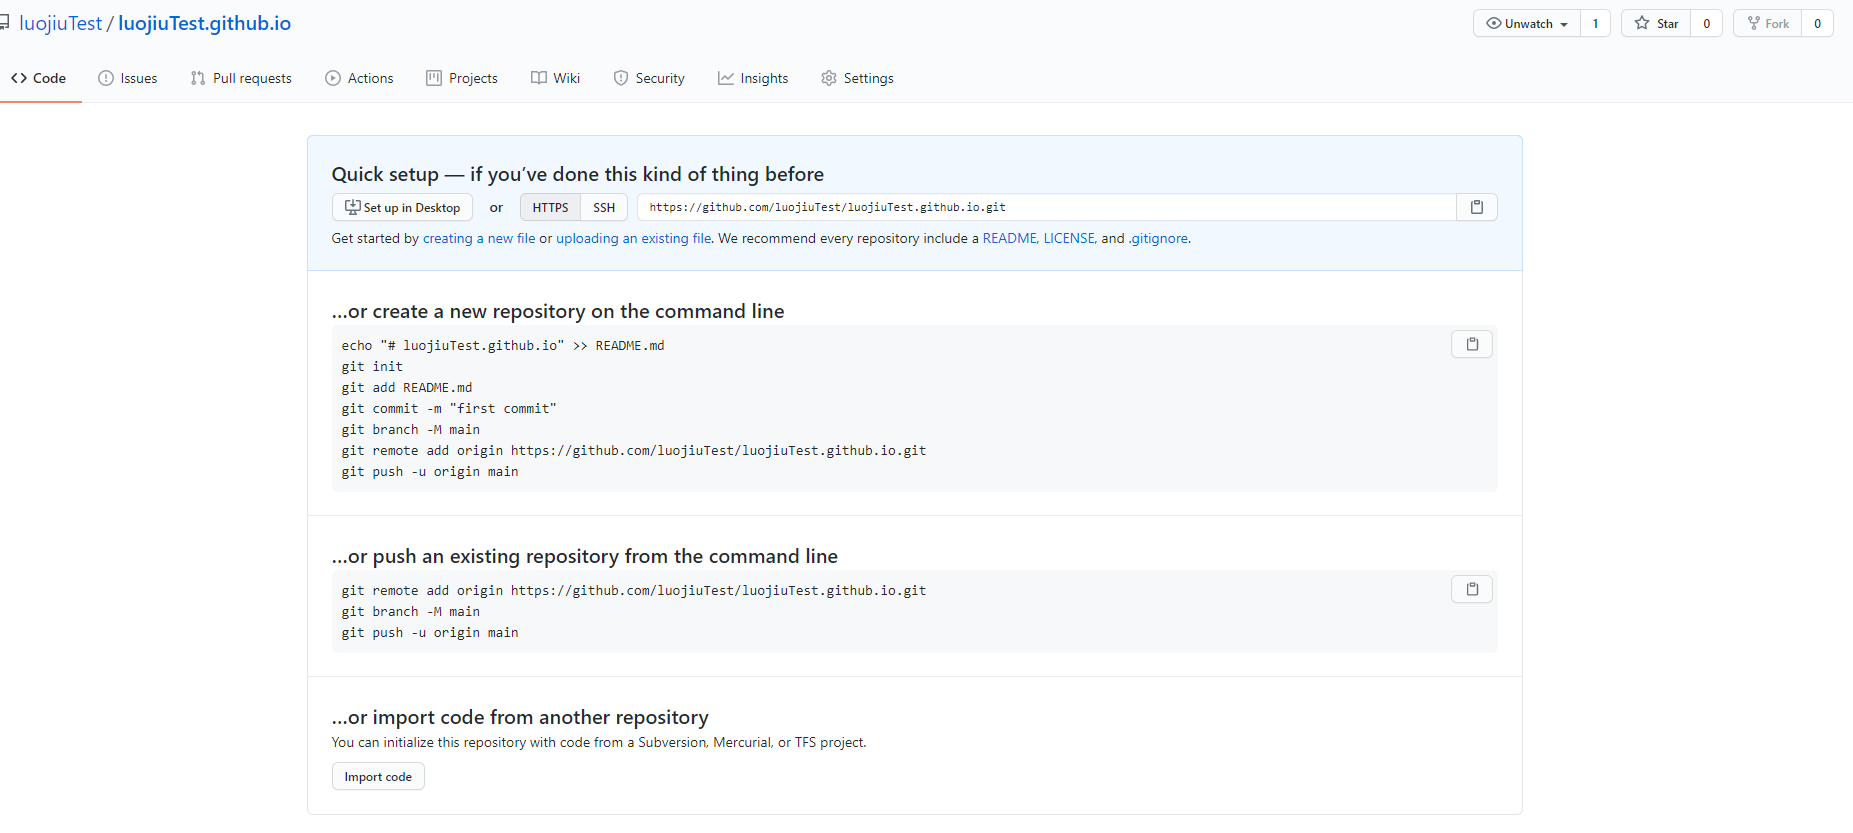 luojiuTest / luojiuTest.github.io
Unwatch 1 Star 0 Fork 0
Code Issues Pull requests Actions Projects Wiki Security Insights Settings
Quick setup — if you’ve done this kind of thing before
Set up in Desktop or HTTPS SSH https://github.com/luojiuTest/luojiuTest.github.io.git
Get started by creating a new file or uploading an existing file. We recommend every repository include a README, LICENSE, and .gitignore.
…or create a new repository on the command line
echo "# luojiuTest.github.io" >> README.md
git init
git add README.md
git commit -m "first commit"
git branch -M main
git remote add origin https://github.com/luojiuTest/luojiuTest.github.io.git
git push -u origin main
…or push an existing repository from the command line
git remote add origin https://github.com/luojiuTest/luojiuTest.github.io.git
git branch -M main
git push -u origin main
…or import code from another repository
You can initialize this repository with code from a Subversion, Mercurial, or TFS project.
Import code